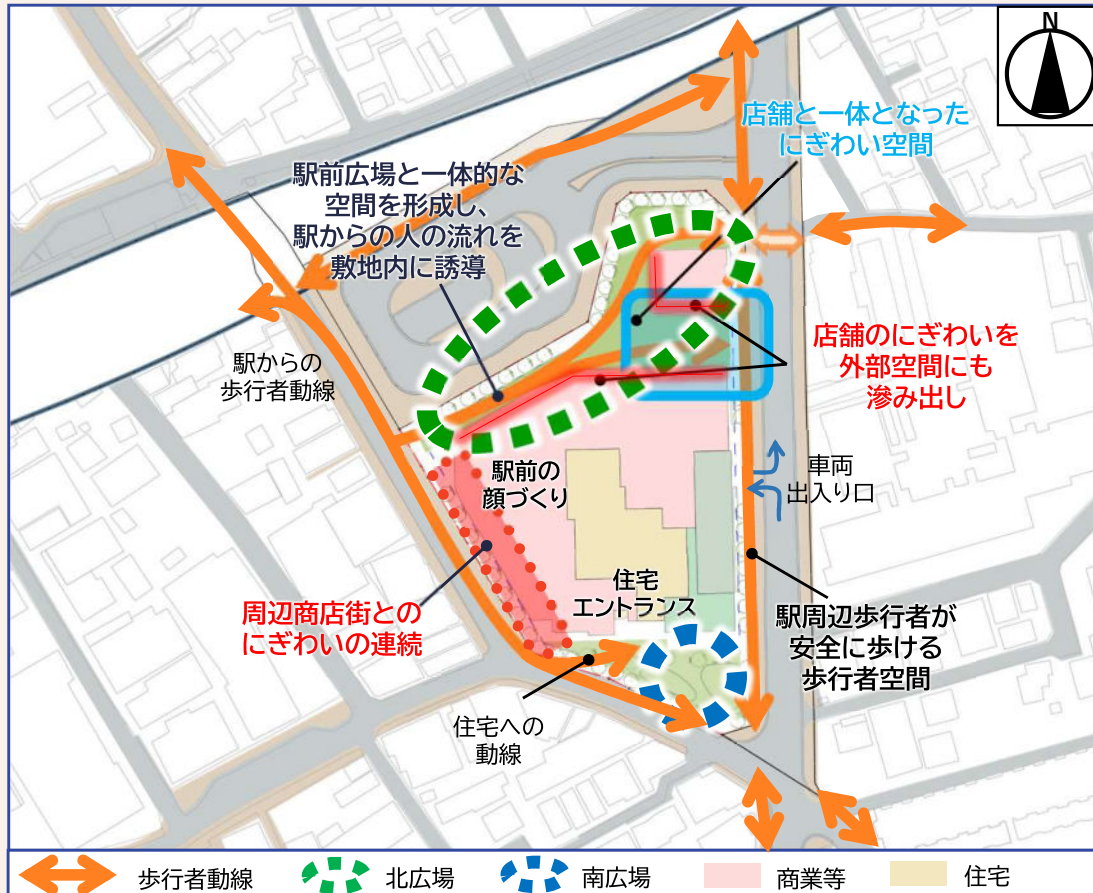 N
店舗と一体となった
にぎわい空間
駅前広場と一体的な
空間を形成し、
駅からの人の流れを
敷地内に誘導
駅からの
歩行者動線
店舗のにぎわいを
外部空間にも
滲み出し
駅前の
顔づくり
車両
出入り口
住宅
エントランス
周辺商店街との
にぎわいの連続
駅周辺歩行者が
安全に歩ける
歩行者空間
住宅への
動線
歩行者動線
北広場
南広場
商業等
住宅